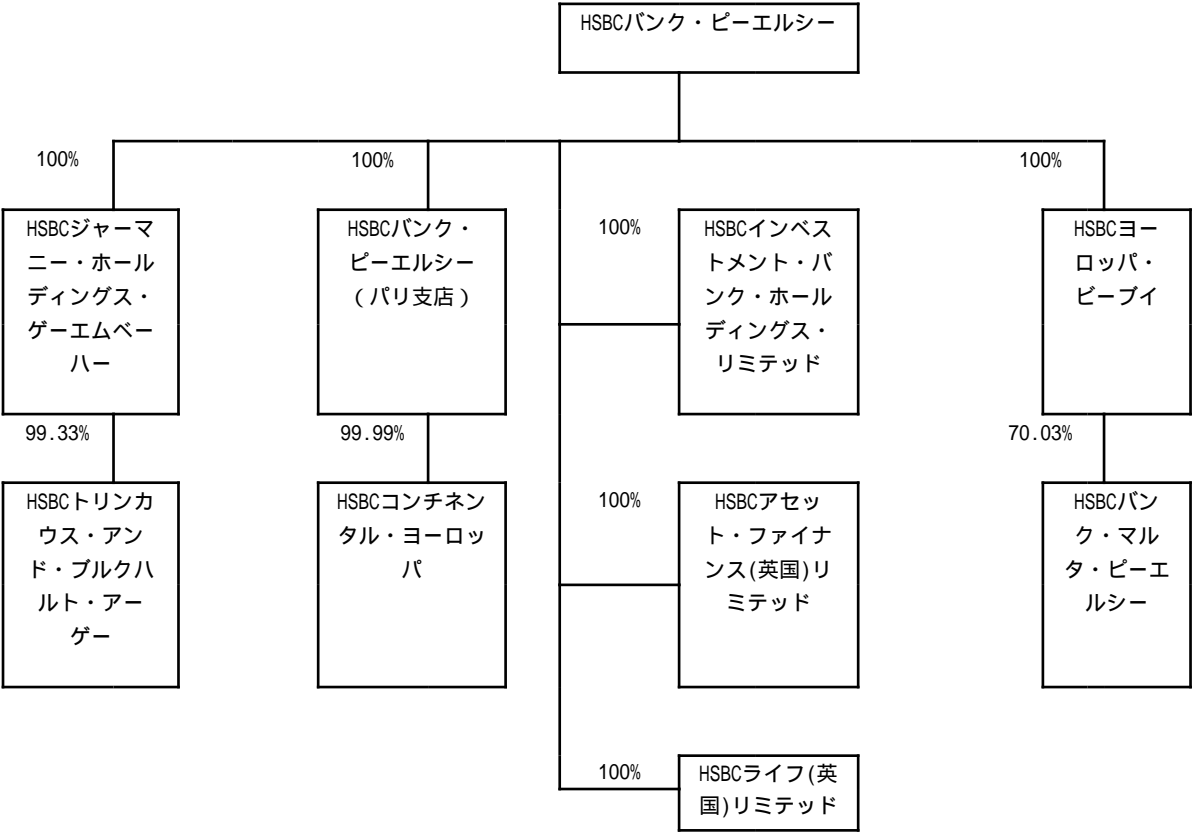 HSBCバンク・ピーエルシー
100%
100%
100%
HSBCジャーマ
ニー・ホール
ディングス・
ゲーエムベー
ハー
HSBCバンク・
ピーエルシー
(パリ支店)
100%
HSBCインベス
トメント・バ
ンク・ホール
ディングス・
リミテッド
HSBCヨー
ロッパ・
ビーブイ
99.33%
99.99%
70.03%
HSBCトリンカ
ウス・アン
ド・ブルクハ
ルト・アー
ゲー
HSBCコンチネン
タル・ヨーロッ
パ
100%
HSBCアセッ
ト・ファイナ
ンス(英国)リ
ミテッド
HSBCバン
ク・マル
タ・ピーエ
ルシー
100%
HSBCライフ(英
国)リミテッド